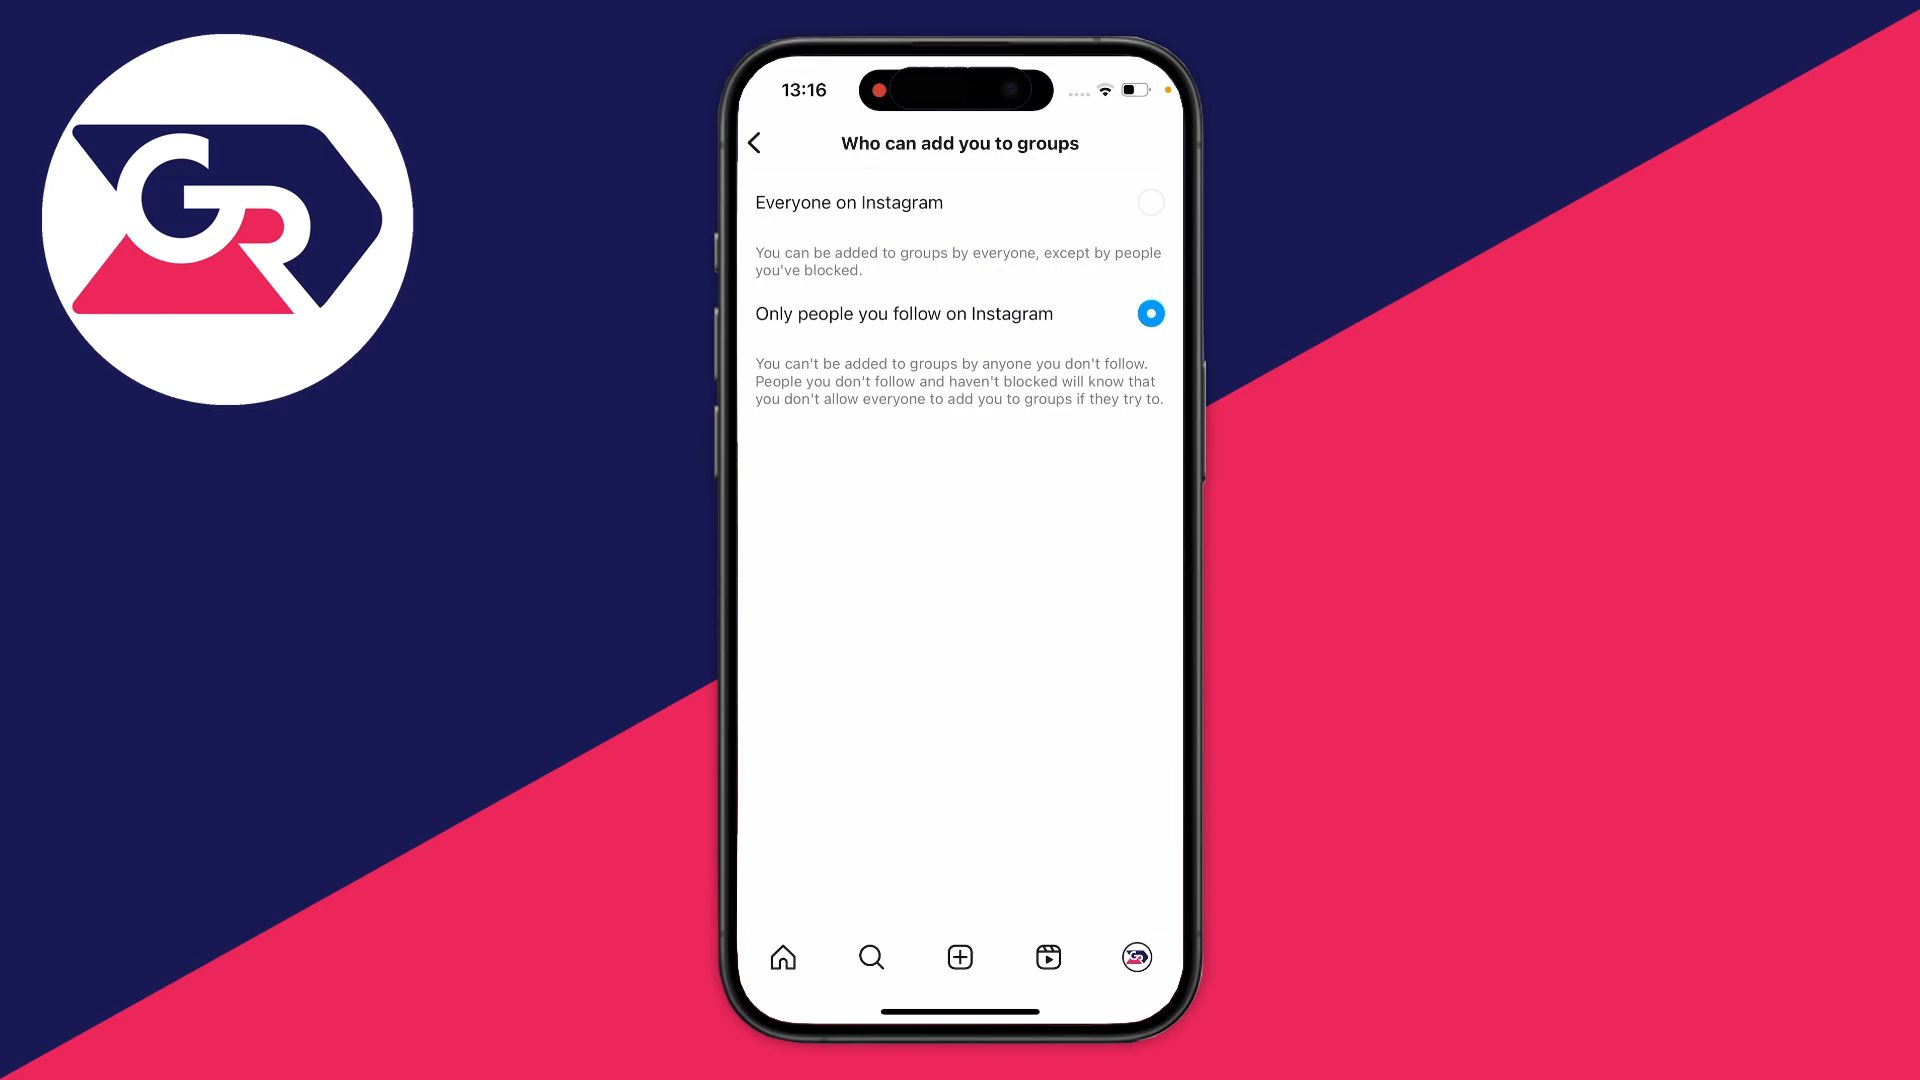 GR
13:16
Who can add you to groups
Everyone on Instagram
You can be added to groups by everyone, except by people
you've blocked.
Only people you follow on Instagram
You can't be added to groups by anyone you don't follow.
People you don't follow and haven't blocked will know that
you don't allow everyone to add you to groups if they try to.
GR